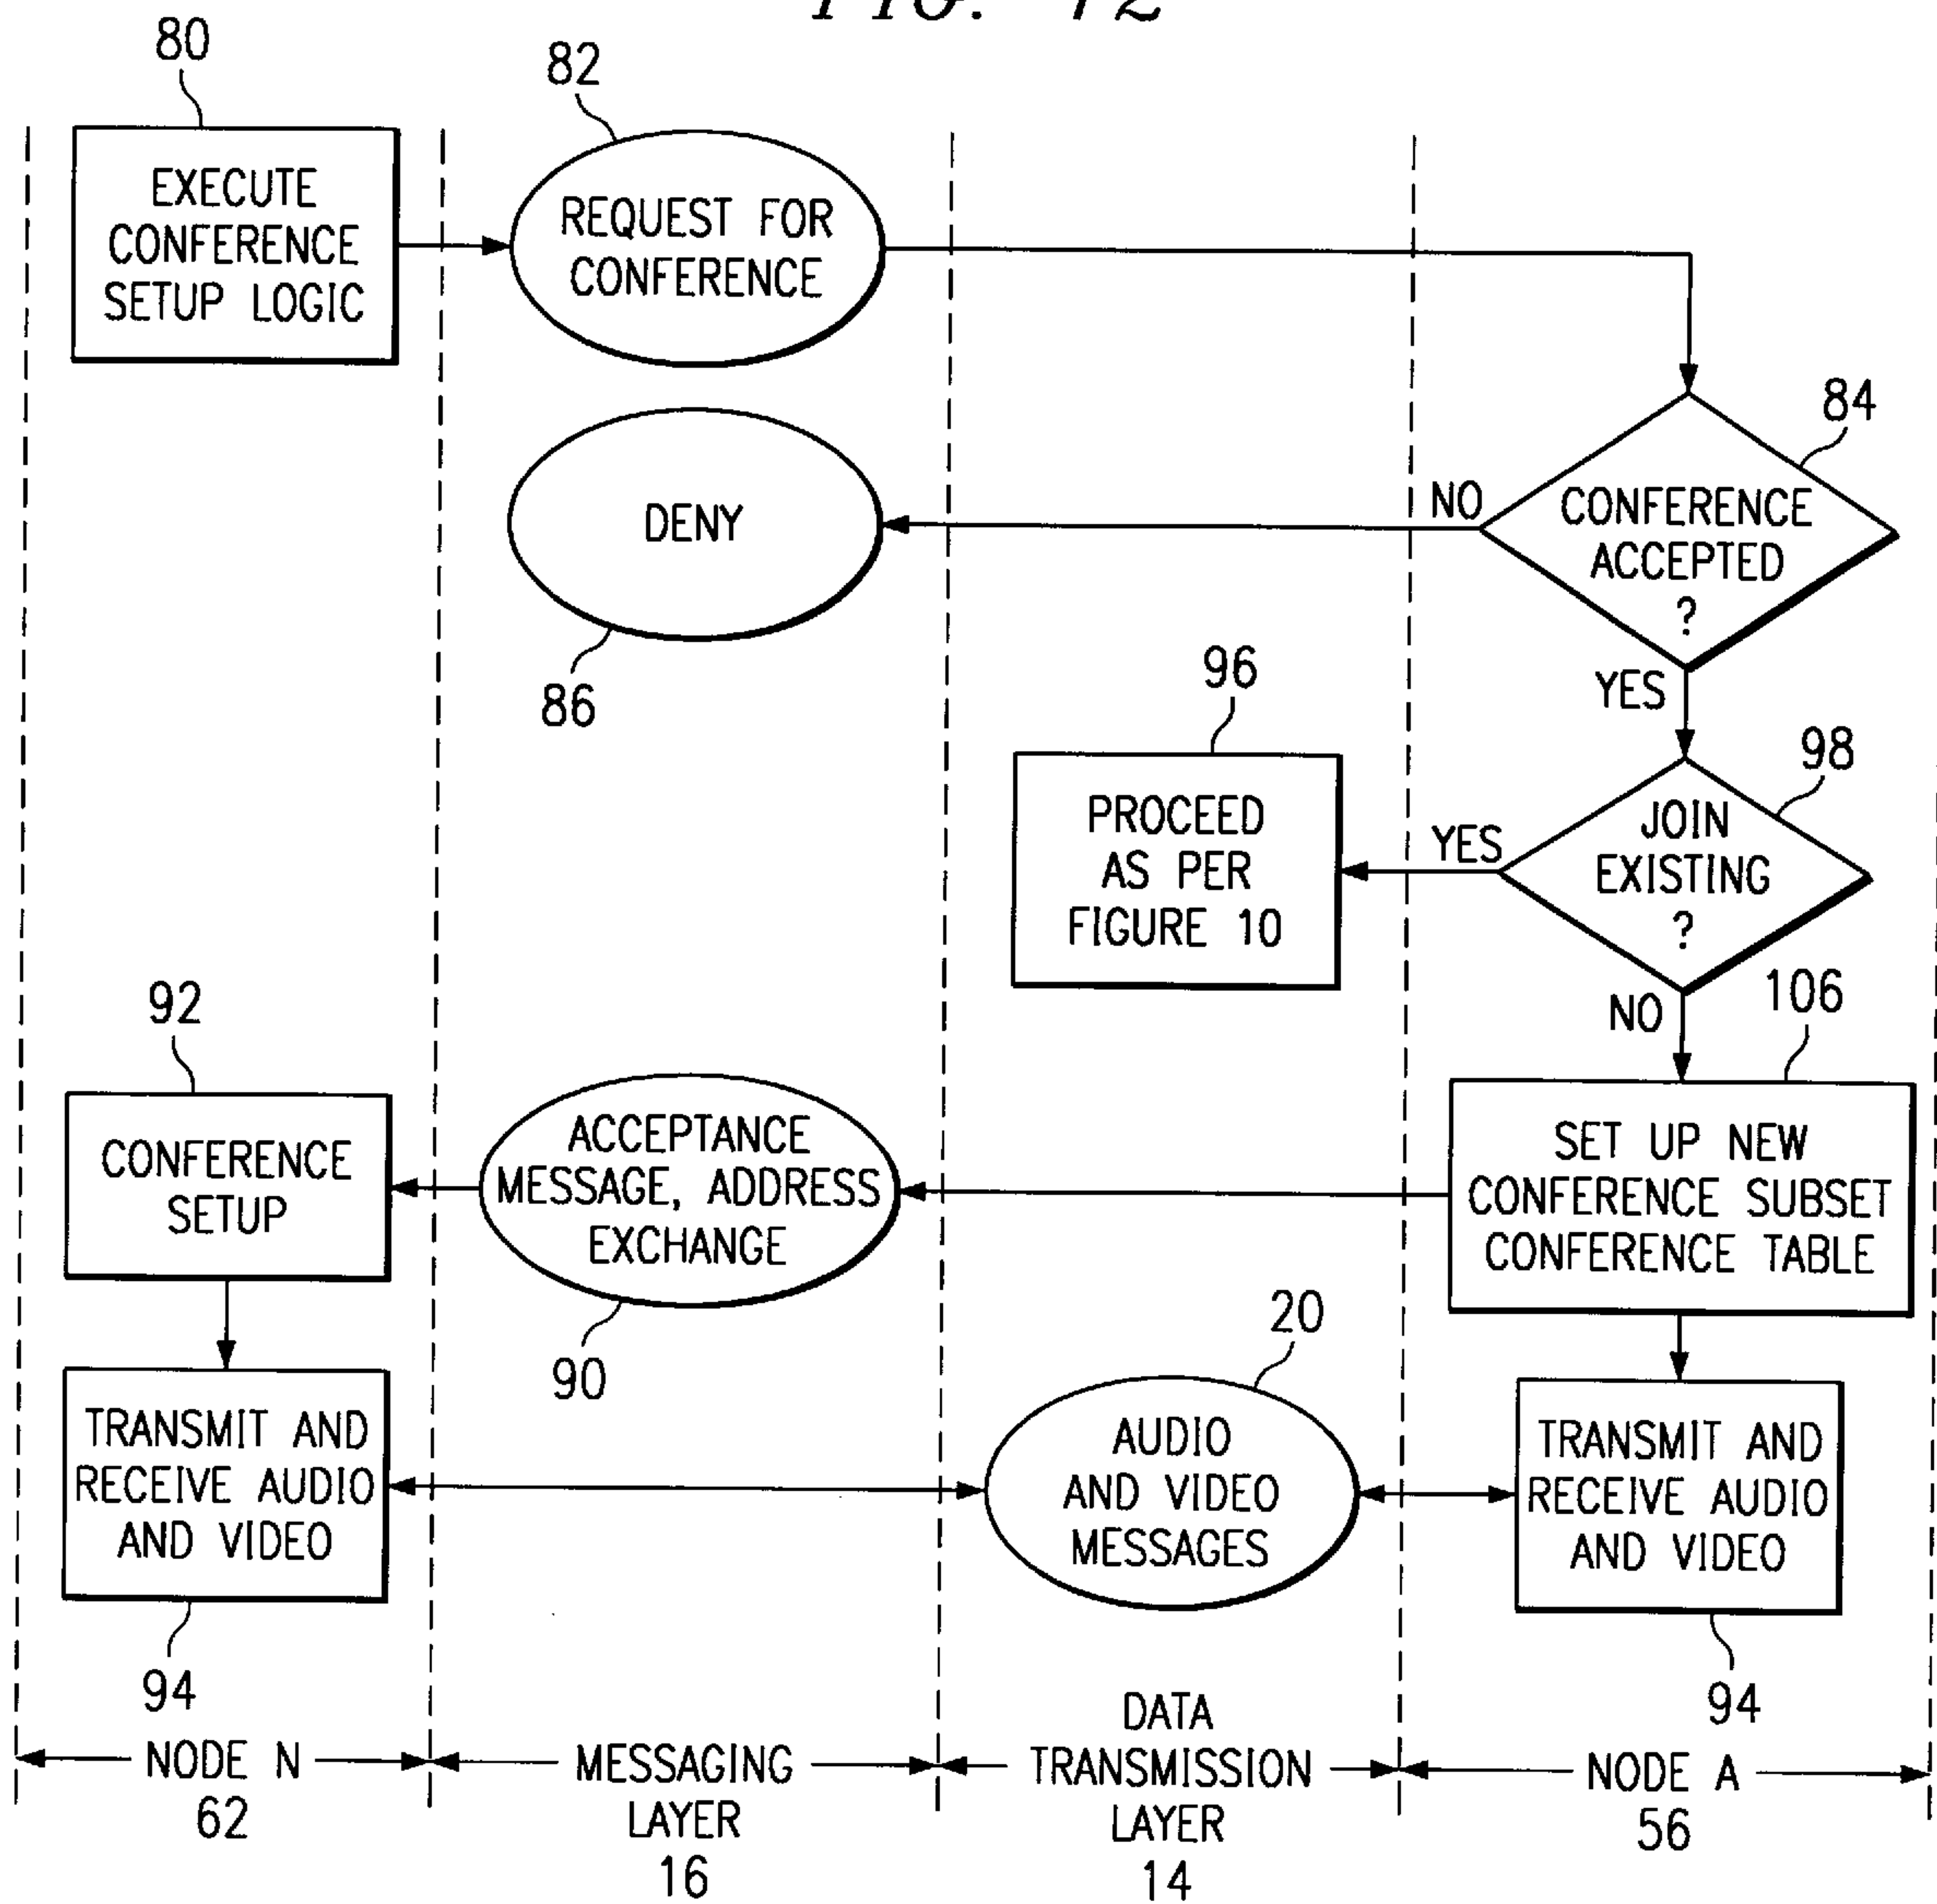 FIG. 12
80
82
EXECUTE
CONFERENCE
SETUP LOGIC
REQUEST FOR
CONFERENCE
84
DENY
NO
CONFERENCE
ACCEPTED
?
86
YES
96
98
PROCEED
AS PER
FIGURE 10
YES
JOIN
EXISTING
?
92
NO
106
CONFERENCE
SETUP
ACCEPTANCE
MESSAGE, ADDRESS
EXCHANGE
SET UP NEW
CONFERENCE SUBSET
CONFERENCE TABLE
90
20
TRANSMIT AND
RECEIVE AUDIO
AND VIDEO
AUDIO
AND VIDEO
MESSAGES
TRANSMIT AND
RECEIVE AUDIO
AND VIDEO
94
94
NODE N
62
MESSAGING
LAYER
16
DATA
TRANSMISSION
LAYER
14
NODE A
56